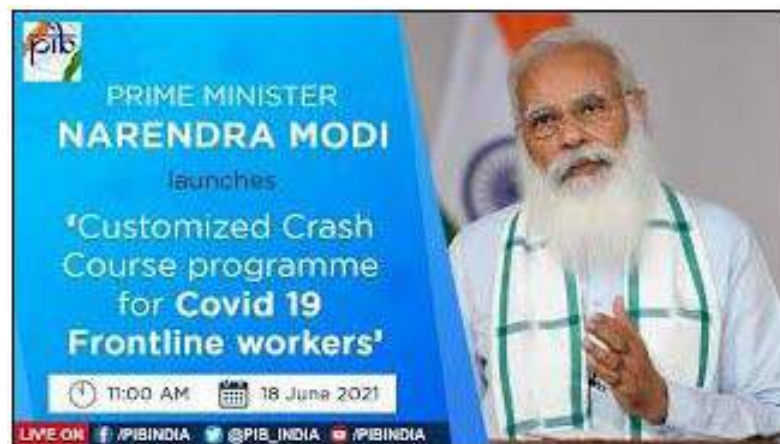 pib
PRIME MINISTER
NARENDRA MODI
launches
'Customized Crash
Course programme
for Covid 19
Frontline workers'
11:00 AM 18 June 2021
LIVE ON f /PIBINDIA @PIB_INDIA /PIBINDIA